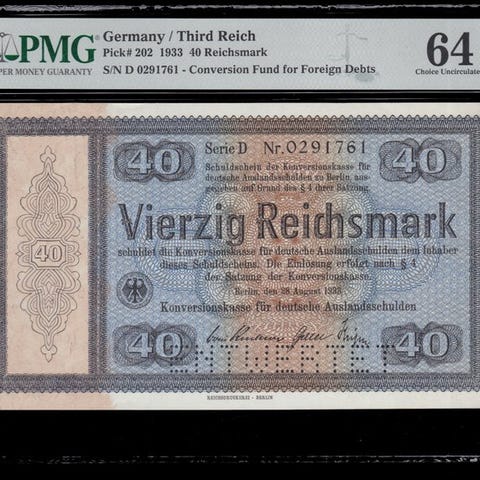 PMG
PER MONEY GUARANTY
Germany / Third Reich
Pick# 202 1933 40 Reichsmark
S/N D 0291761 - Conversion Fund for Foreign Debts
64
Choice Uncirculate
40
Serie D Nr. 0291761
40
Schuldschein der Konversionskasse für
deutsche Auslandsschulden zu Berlin, aus-
gegeben auf Grund des § 4 ihrer Satzung.
Vierzig Reichsmark
40
schuldet die Konversionskasse für deutsche Auslandsschulden dem Inhaber
dieses Schuldscheins. Die Einlösung erfolgt nach § 4
der Satzung der Konversionskasse.
Berlin, den 28. August 1933
Konversionskasse für deutsche Auslandsschulden
40
40
ENTWERTET
REICHSDRUCKEREI · BERLIN